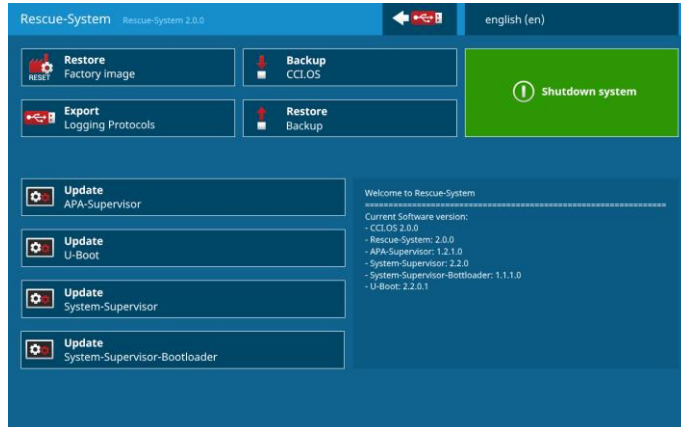 Rescue-System Rescue-System 2.0.0
english (en)
Restore
Factory image
RESET
Backup
CCI.OS
Shutdown system
Export
Logging Protocols
Restore
Backup
Update
APA-Supervisor
Update
U-Boot
Update
System-Supervisor
Update
System-Supervisor-Bootloader
Welcome to Rescue-System
================================================================
Current Software version:
- CCI.OS 2.0.0
- Rescue-System: 2.0.0
- APA-Supervisor: 1.2.1.0
- System-Supervisor: 2.2.0
- System-Supervisor-Bottloader: 1.1.1.0
- U-Boot: 2.2.0.1